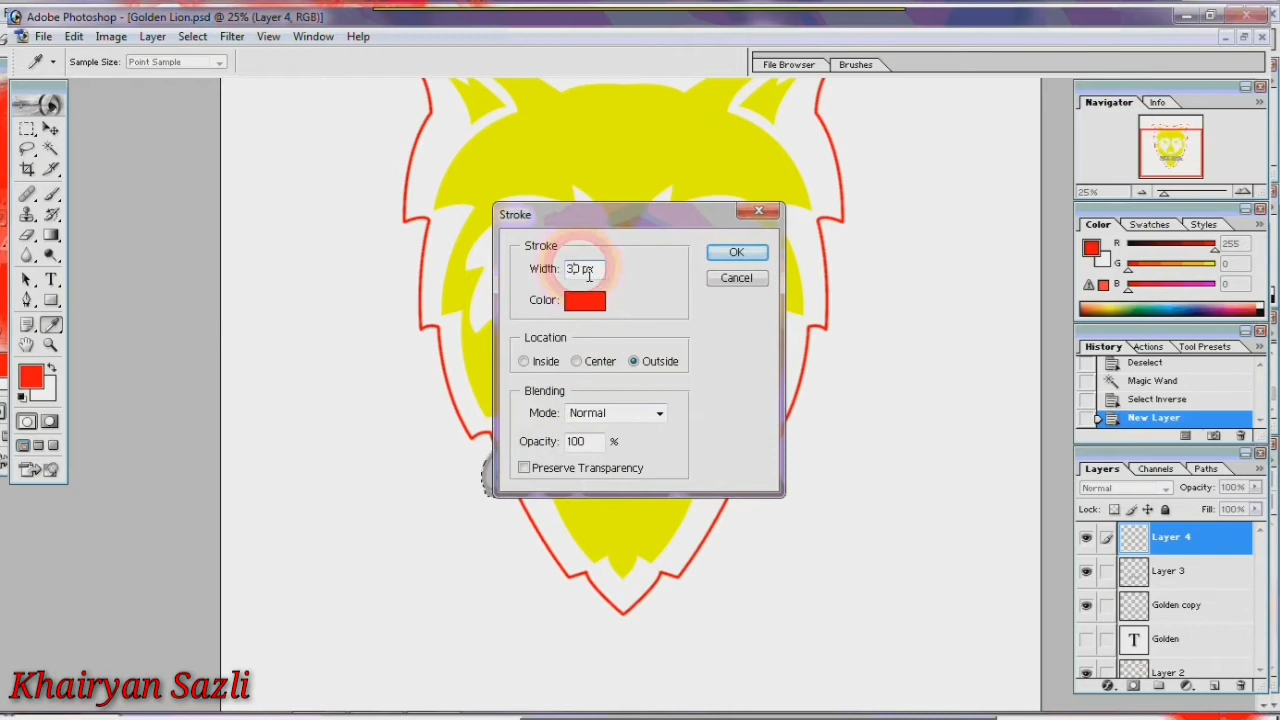 Adobe Photoshop - [Golden Lion.psd @ 25% (Layer 4, RGB)]
File Edit Image Layer Select Filter View Window Help
Sample Size: Point Sample
File Browser Brushes
Navigator Info
25%
Color Swatches Styles
R 255
G 0
B 0
History Actions Tool Presets
Deselect
Magic Wand
Select Inverse
New Layer
Layers Channels Paths
Normal Opacity: 100%
Lock: Fill: 100%
Layer 4
Layer 3
Golden copy
T Golden
Layer 2
Stroke
Stroke
Width: 30 px
Color:
OK
Cancel
Location
Inside Center Outside
Blending
Mode: Normal
Opacity: 100 %
Preserve Transparency
Khairyan Sazli